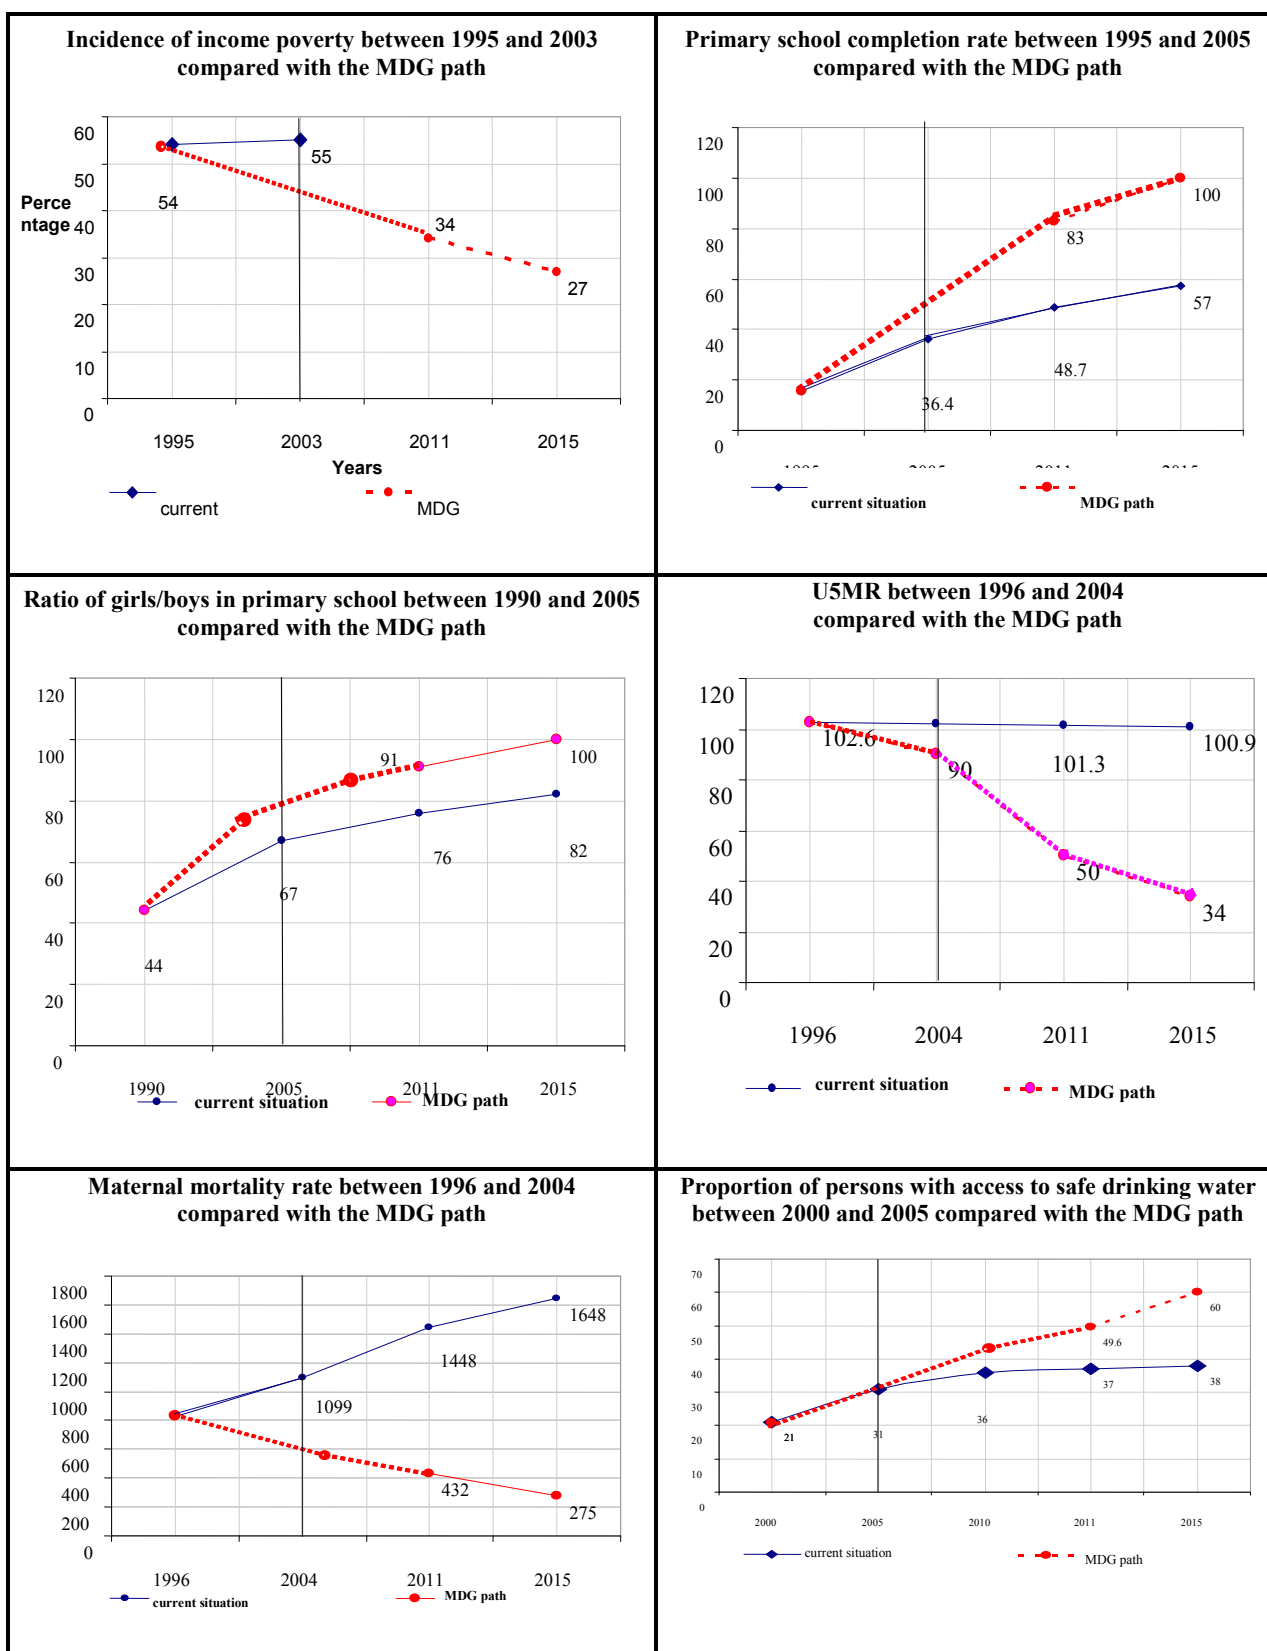 Incidence of income poverty between 1995 and 2003
compared with the MDG path
60
50
40
30
20
10
0
Perce
ntage
54
55
34
27
1995 2003 2011 2015
Years
current MDG
Primary school completion rate between 1995 and 2005
compared with the MDG path
120
100
80
60
40
20
0
100
83
57
48.7
36.4
1995 2005 2011 2015
current situation MDG path
Ratio of girls/boys in primary school between 1990 and 2005
compared with the MDG path
120
100
80
60
40
20
0
91
100
76
82
67
44
1990 2005 2011 2015
current situation MDG path
U5MR between 1996 and 2004
compared with the MDG path
120
100
80
60
40
20
0
102.6
90
101.3
100.9
50
34
1996 2004 2011 2015
current situation MDG path
Maternal mortality rate between 1996 and 2004
compared with the MDG path
1800
1600
1400
1200
1000
800
600
400
200
0
1648
1448
1099
432
275
1996 2004 2011 2015
current situation MDG path
Proportion of persons with access to safe drinking water
between 2000 and 2005 compared with the MDG path
70
60
50
40
30
20
10
0
60
49.6
37
38
36
31
21
2000 2005 2010 2011 2015
current situation MDG path